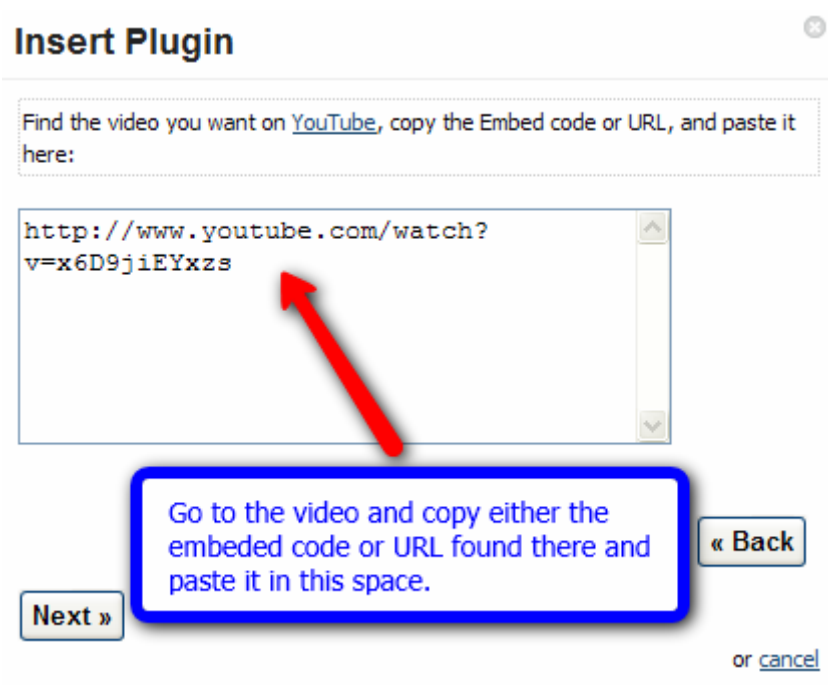 Insert Plugin
Find the video you want on YouTube, copy the Embed code or URL, and paste it
here:
http://www.youtube.com/watch?
v=x6D9jiEYxzs
Go to the video and copy either the
embeded code or URL found there and
paste it in this space.
« Back
Next »
or cancel